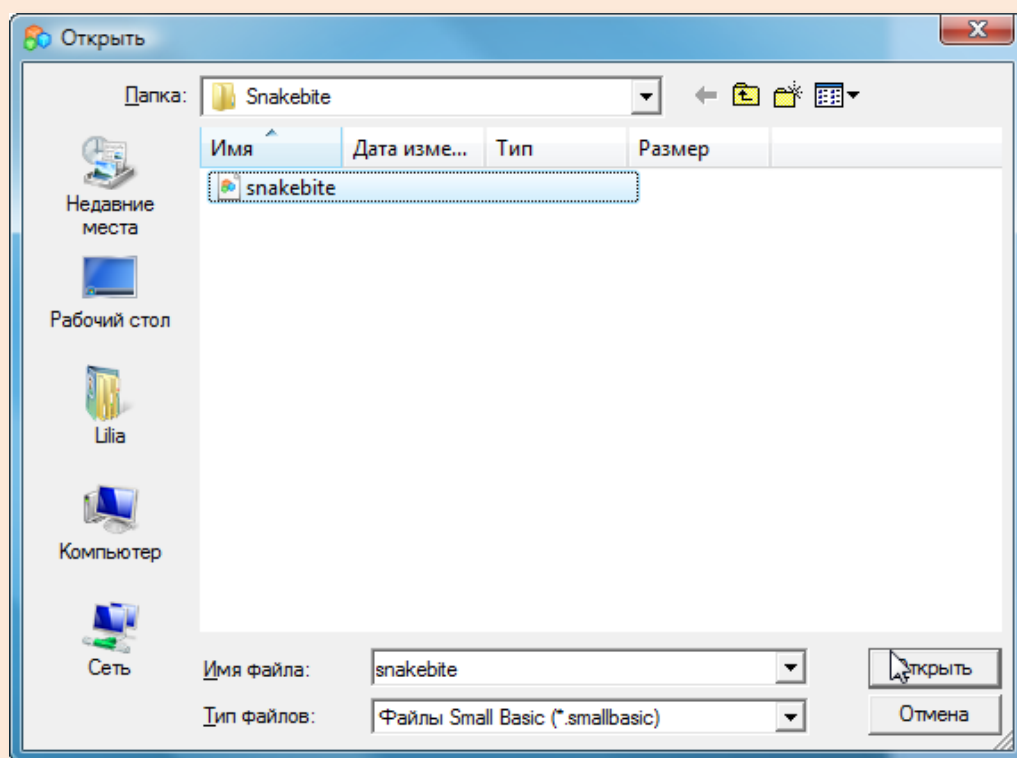 Открыть
Папка: Snakebite
Имя Дата изме... Тип Размер
snakebite
Недавние
места
Рабочий стол
Lilia
Компьютер
Сеть
Имя файла: snakebite Открыть
Тип файлов: Файлы Small Basic (*.smallbasic) Отмена